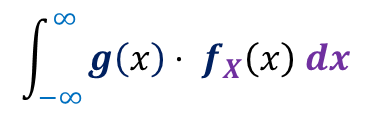 ∫_{-∞}^{∞} g(x) · f_X(x) dx